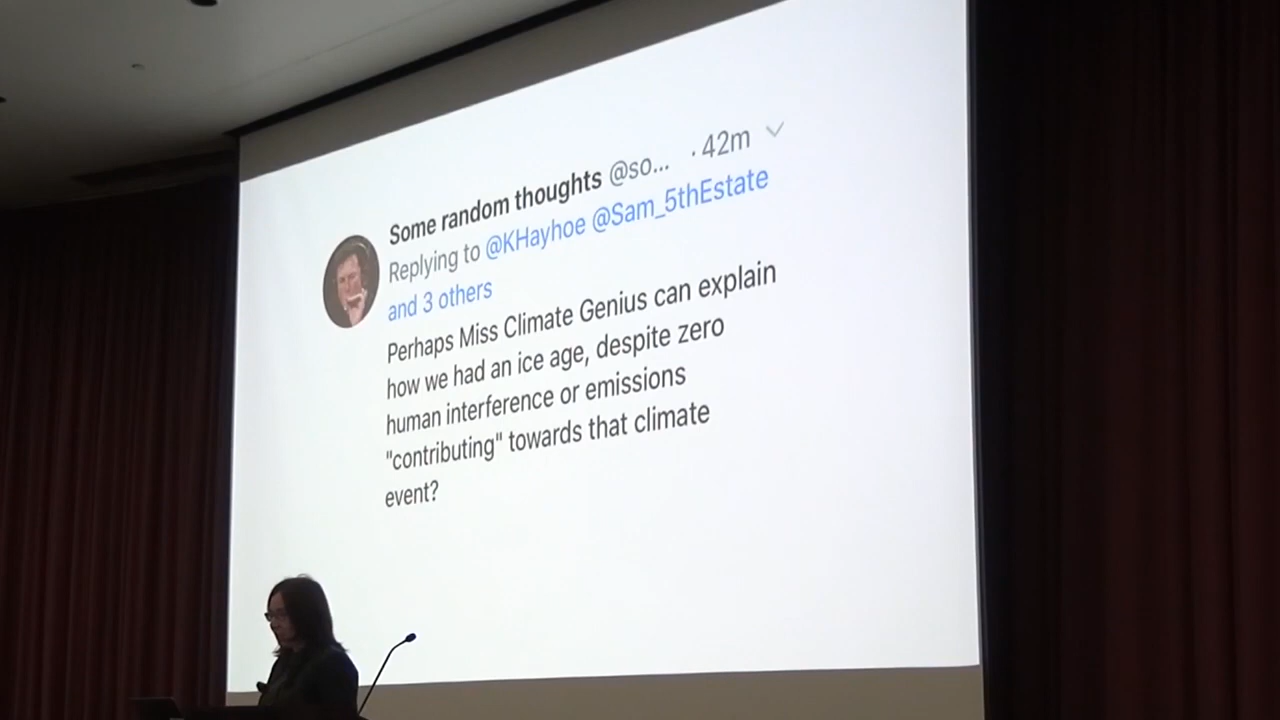 Some random thoughts @so... · 42m
Replying to @KHayhoe @Sam_5thEstate
and 3 others
Perhaps Miss Climate Genius can explain
how we had an ice age, despite zero
human interference or emissions
"contributing" towards that climate
event?